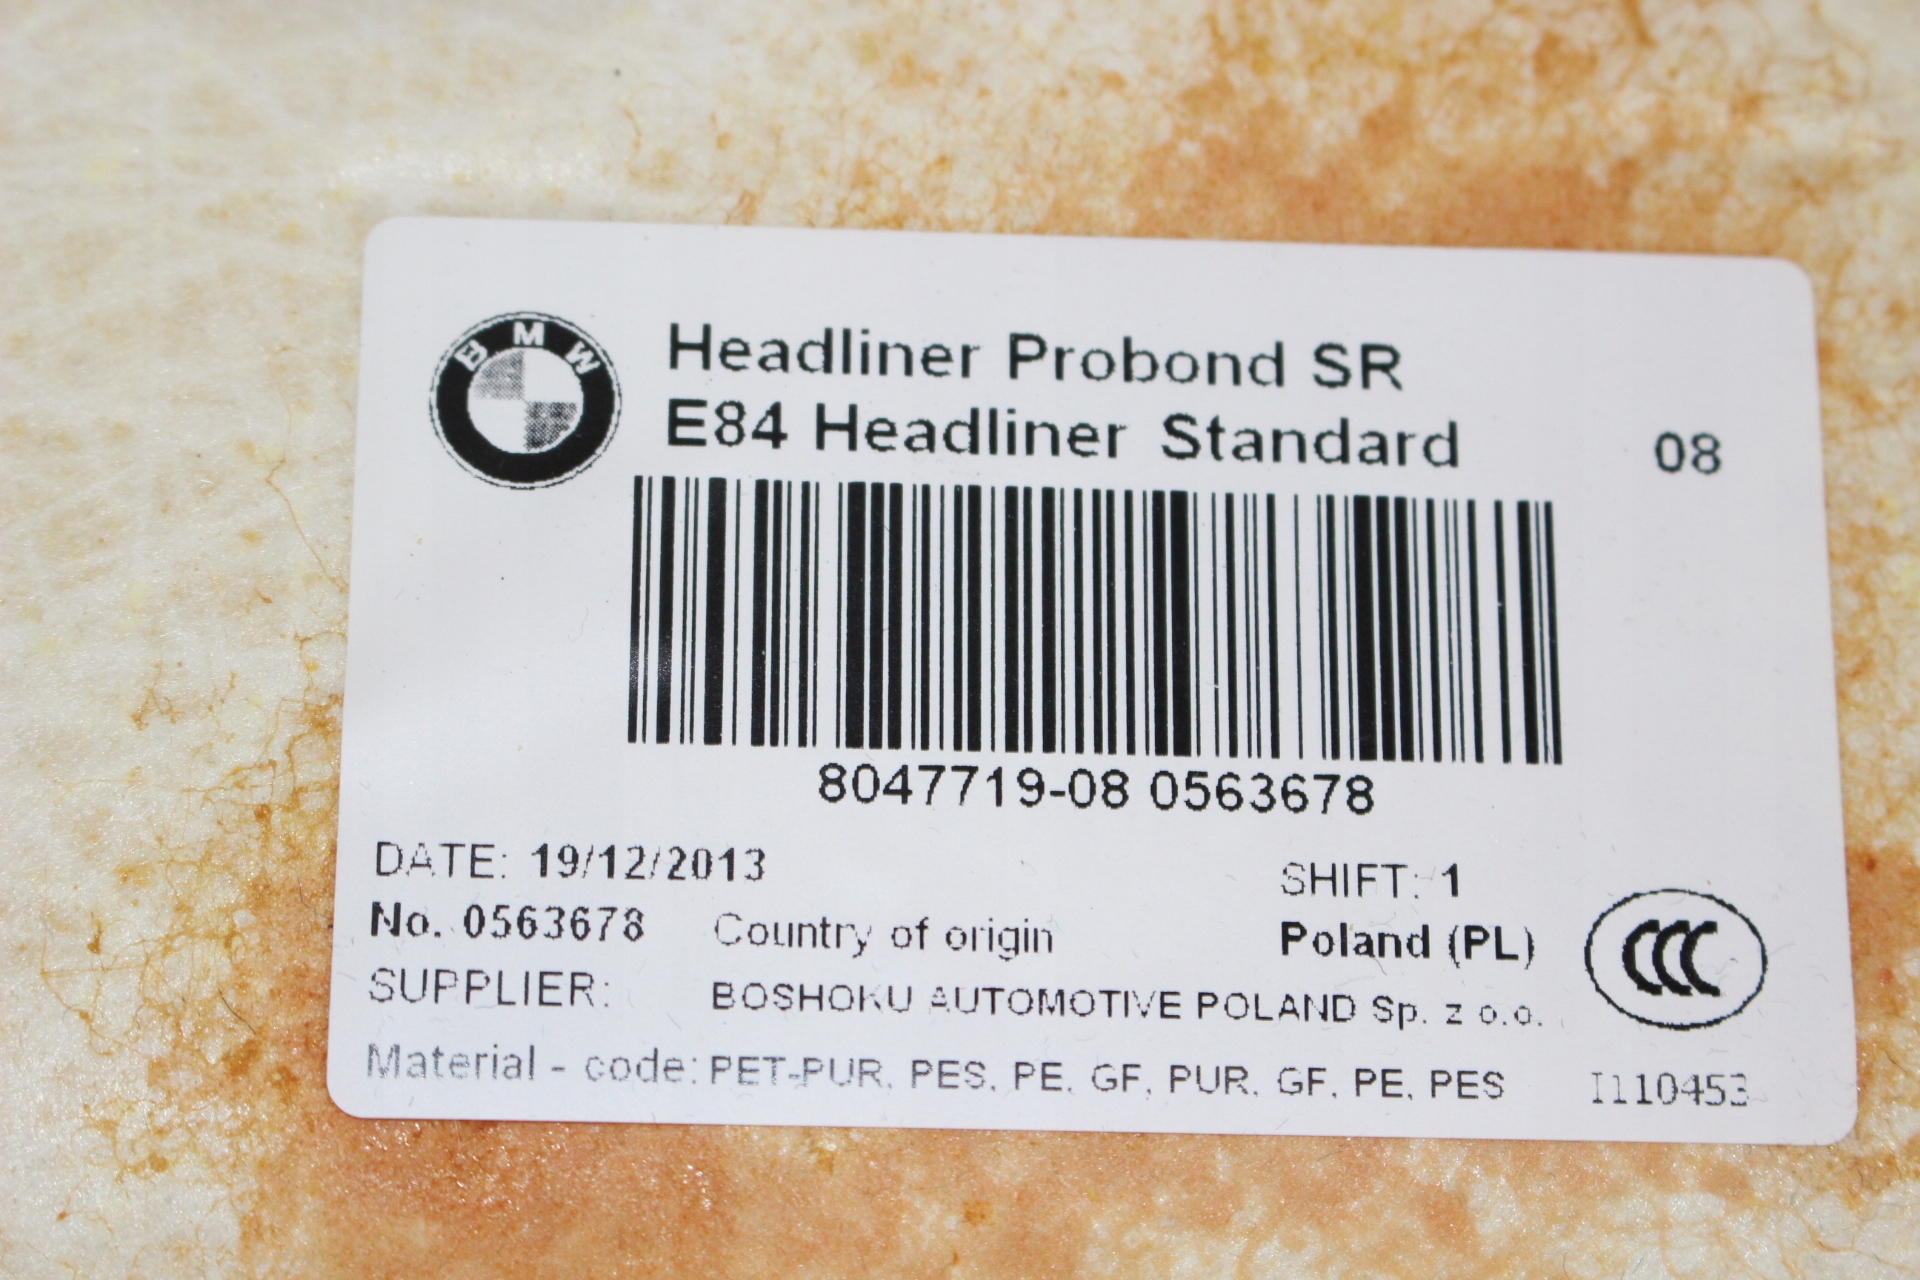 BMW
Headliner Probond SR
E84 Headliner Standard 08
8047719-08 0563678
DATE: 19/12/2013 SHIFT: 1
No. 0563678 Country of origin Poland (PL)
CCC
SUPPLIER: BOSHOKU AUTOMOTIVE POLAND Sp. z o.o.
Material - code: PET-PUR, PES, PE, GF, PUR, GF, PE, PES I110453